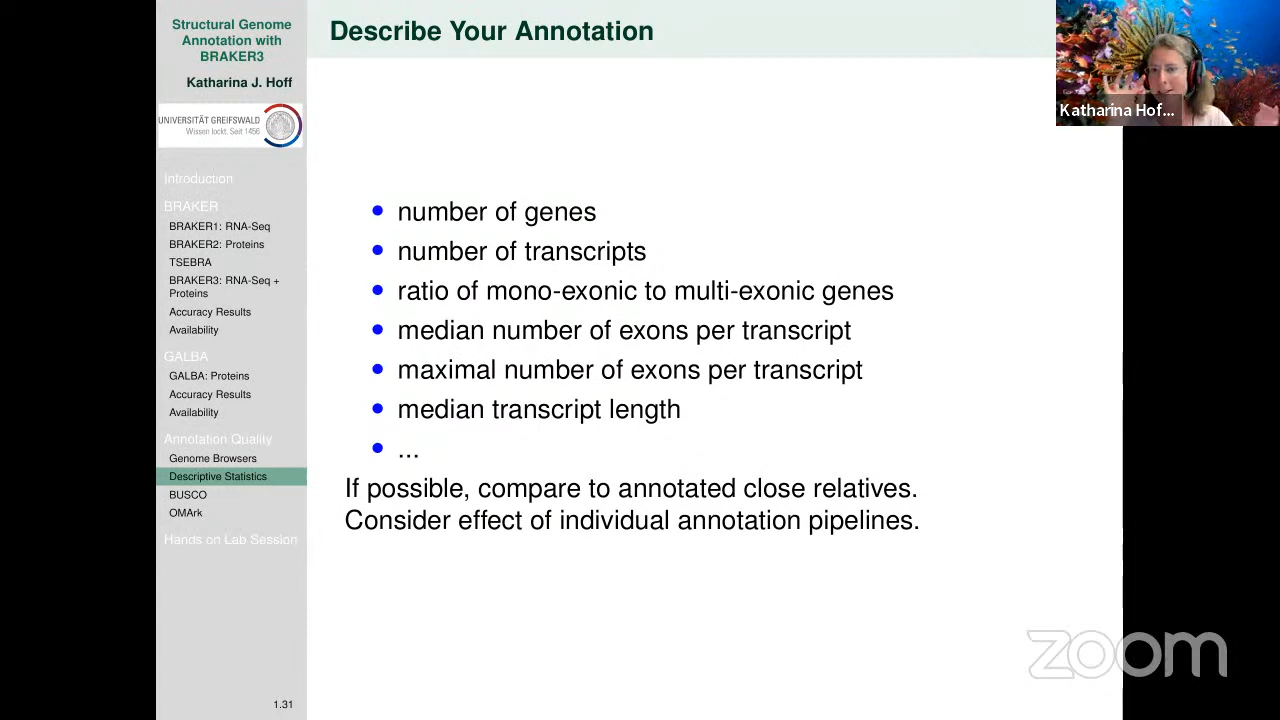 Structural Genome
Annotation with
BRAKER3
Katharina J. Hoff
UNIVERSITÄT GREIFSWALD
Wissen lockt. Seit 1456
Introduction
BRAKER
BRAKER1: RNA-Seq
BRAKER2: Proteins
TSEBRA
BRAKER3: RNA-Seq +
Proteins
Accuracy Results
Availability
GALBA
GALBA: Proteins
Accuracy Results
Availability
Annotation Quality
Genome Browsers
Descriptive Statistics
BUSCO
OMArk
Hands on Lab Session
1.31
Describe Your Annotation
• number of genes
• number of transcripts
• ratio of mono-exonic to multi-exonic genes
• median number of exons per transcript
• maximal number of exons per transcript
• median transcript length
• ...
If possible, compare to annotated close relatives.
Consider effect of individual annotation pipelines.
Katharina Hof...
zoom